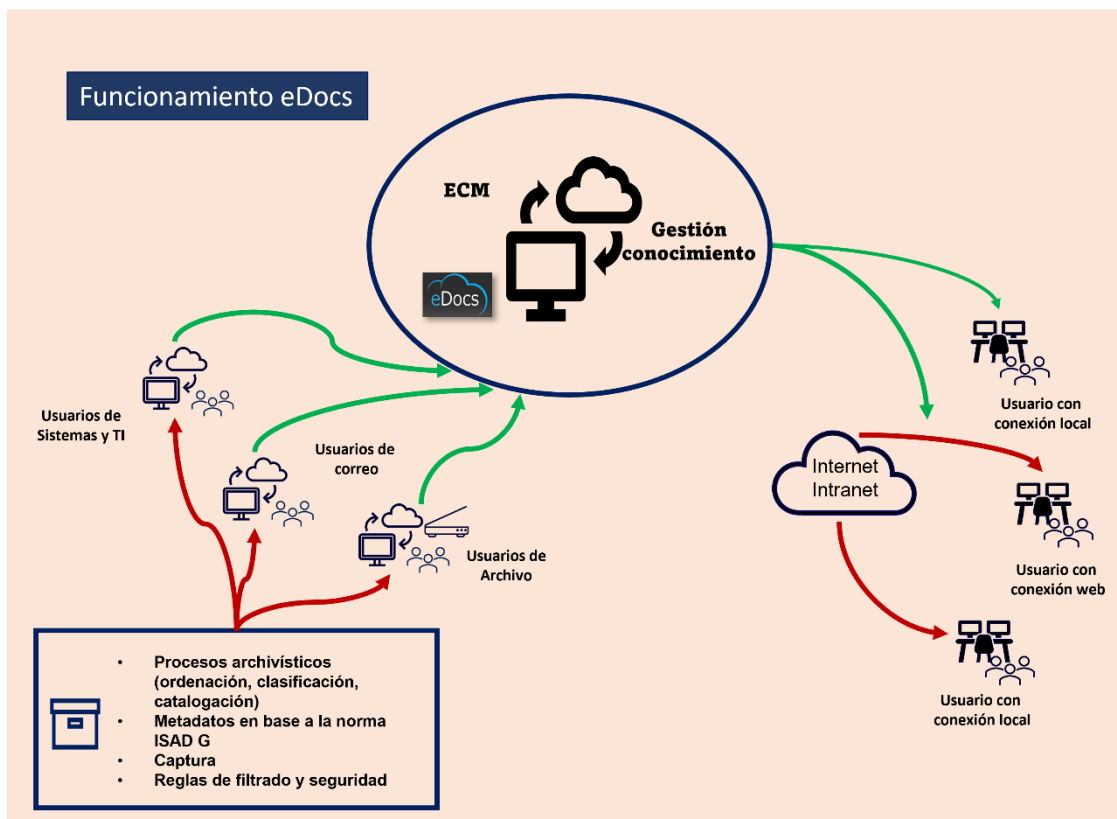 Funcionamiento eDocs
ECM
Gestión
conocimiento
eDocs
Usuarios de
Sistemas y TI
Usuarios de
correo
Usuarios de
Archivo
Usuario con
conexión local
Internet
Intranet
Usuario con
conexión web
Usuario con
conexión local
• Procesos archivísticos
(ordenación, clasificación,
catalogación)
• Metadatos en base a la norma
ISAD G
• Captura
• Reglas de filtrado y seguridad